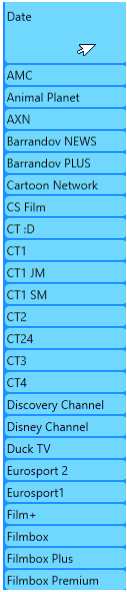 Date
AMC
Animal Planet
AXN
Barrandov NEWS
Barrandov PLUS
Cartoon Network
CS Film
CT :D
CT1
CT1 JM
CT1 SM
CT2
CT24
CT3
CT4
Discovery Channel
Disney Channel
Duck TV
Eurosport 2
Eurosport1
Film+
Filmbox
Filmbox Plus
Filmbox Premium